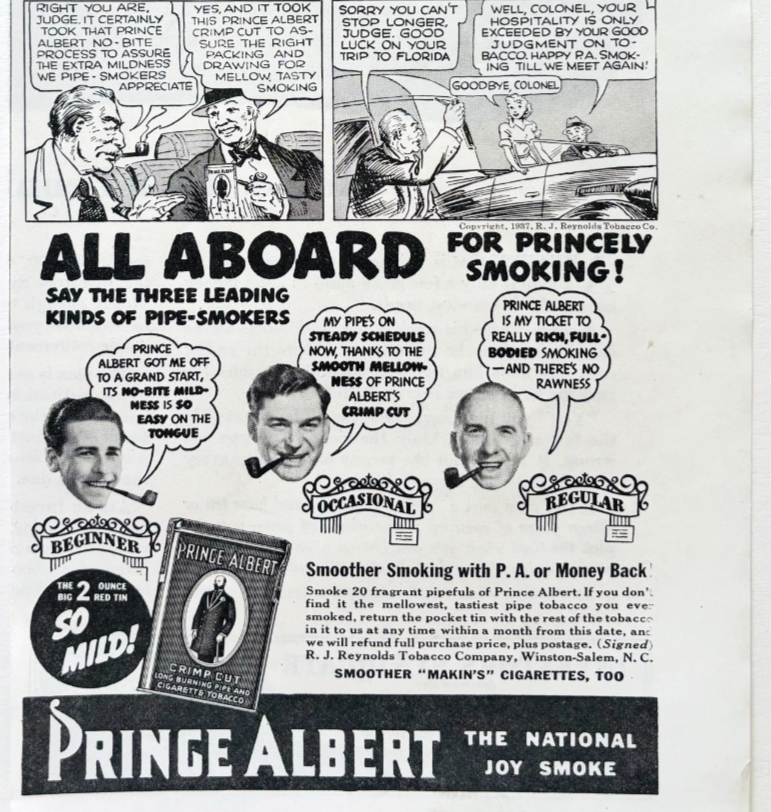 RIGHT YOU ARE,
JUDGE. IT CERTAINLY
TOOK THAT PRINCE
ALBERT NO-BITE
PROCESS TO ASSURE
THE EXTRA MILDNESS
WE PIPE-SMOKERS
APPRECIATE
YES, AND IT TOOK
THIS PRINCE ALBERT
CRIMP CUT TO AS-
SURE THE RIGHT
PACKING AND
DRAWING FOR
MELLOW, TASTY
SMOKING
PRINCE ALBERT
SORRY YOU CAN'T
STOP LONGER,
JUDGE. GOOD
LUCK ON YOUR
TRIP TO FLORIDA
WELL, COLONEL, YOUR
HOSPITALITY IS ONLY
EXCEEDED BY YOUR GOOD
JUDGMENT ON TO-
BACCO. HAPPY P.A. SMOK-
ING TILL WE MEET AGAIN!
GOODBYE, COLONEL
Copyright, 1937, R. J. Reynolds Tobacco Co.
ALL ABOARD
FOR PRINCELY
SMOKING!
SAY THE THREE LEADING
KINDS OF PIPE-SMOKERS
PRINCE
ALBERT GOT ME OFF
TO A GRAND START,
ITS NO-BITE MILD-
NESS IS SO
EASY ON THE
TONGUE
MY PIPE'S ON
STEADY SCHEDULE
NOW, THANKS TO THE
SMOOTH MELLOW-
NESS OF PRINCE
ALBERT'S
CRIMP CUT
PRINCE ALBERT
IS MY TICKET TO
REALLY RICH, FULL-
BODIED SMOKING
—AND THERE'S NO
RAWNESS
BEGINNER
OCCASIONAL
REGULAR
THE 2 OUNCE
BIG RED TIN
SO
MILD!
PRINCE ALBERT
CRIMP CUT
LONG BURNING PIPE AND
CIGARETTE TOBACCO
Smoother Smoking with P. A. or Money Back!
Smoke 20 fragrant pipefuls of Prince Albert. If you don't
find it the mellowest, tastiest pipe tobacco you ever
smoked, return the pocket tin with the rest of the tobacco
in it to us at any time within a month from this date, and
we will refund full purchase price, plus postage. (Signed)
R. J. Reynolds Tobacco Company, Winston-Salem, N. C.
SMOOTHER "MAKIN'S" CIGARETTES, TOO
PRINCE ALBERT
THE NATIONAL
JOY SMOKE